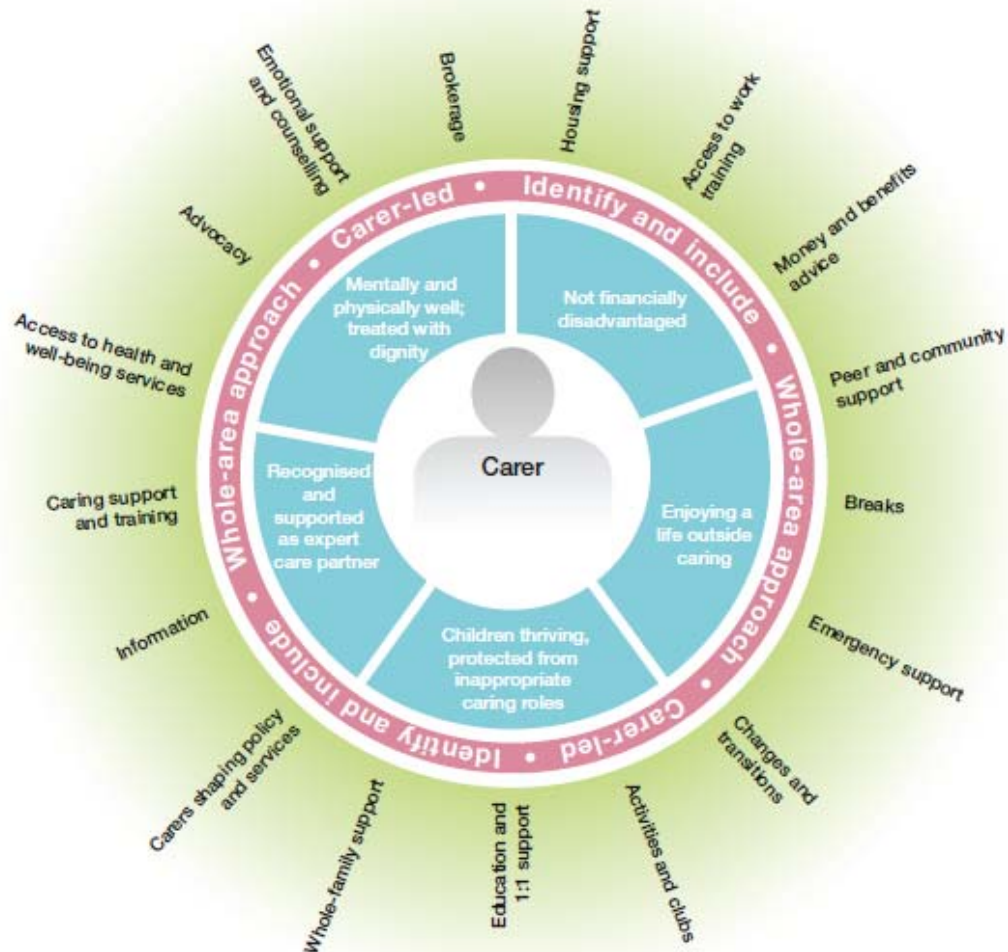 Emotional support
and counselling
Brokerage
Housing support
Access to work
training
Money and benefits
advice
Peer and community
support
Breaks
Emergency support
Changes and
transitions
Activities and clubs
Education and
1:1 support
Whole-family support
Carers shaping policy
and services
Information
Caring support
and training
Access to health and
well-being services
Advocacy
Carer-led • Identify and include • Whole-area approach • Carer-led • Identify and include • Whole-area approach •
Mentally and
physically well;
treated with
dignity
Not financially
disadvantaged
Enjoying a
life outside
caring
Children thriving,
protected from
inappropriate
caring roles
Recognised
and
supported
as expert
care partner
Carer